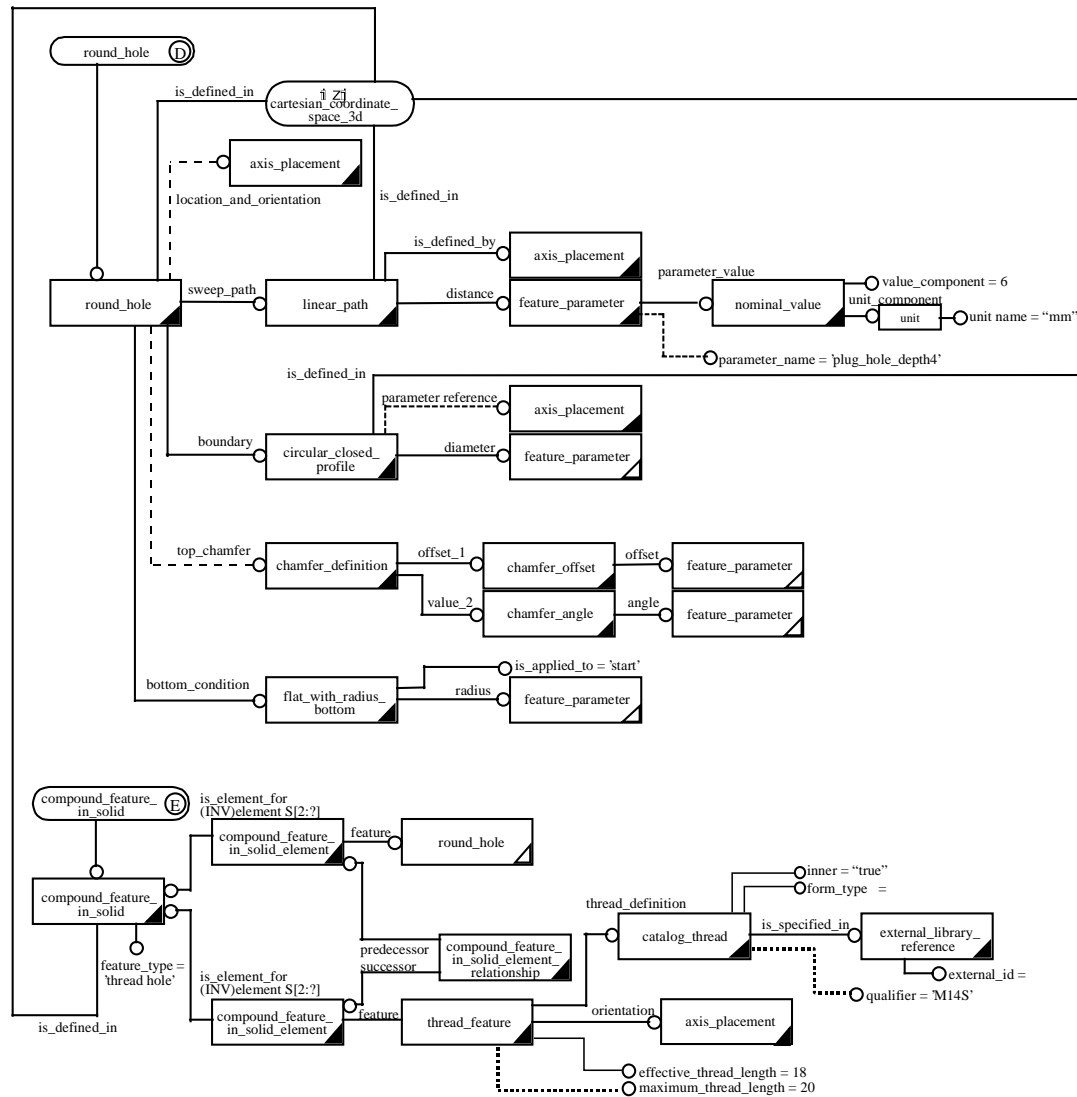 round_hole
D
is_defined_in
cartesian_coordinate_
space_3d
axis_placement
location_and_orientation
is_defined_in
is_defined_by
axis_placement
round_hole
sweep_path
linear_path
distance
feature_parameter
parameter_value
nominal_value
value_component = 6
unit_component
unit
unit name = “mm”
parameter_name = 'plug_hole_depth4'
is_defined_in
parameter reference
axis_placement
boundary
circular_closed_
profile
diameter
feature_parameter
top_chamfer
chamfer_definition
offset_1
chamfer_offset
offset
feature_parameter
value_2
chamfer_angle
angle
feature_parameter
bottom_condition
flat_with_radius_
bottom
is_applied_to = 'start'
radius
feature_parameter
compound_feature_
in_solid
E
is_element_for
(INV)element S[2:?]
compound_feature_
in_solid_element
feature
round_hole
compound_feature_
in_solid
feature_type =
'thread hole'
predecessor
successor
compound_feature_
in_solid_element_
relationship
thread_definition
inner = “true”
form_type =
catalog_thread
is_specified_in
external_library_
reference
external_id =
qualifier = 'M14S'
is_element_for
(INV)element S[2:?]
compound_feature_
in_solid_element
feature
thread_feature
orientation
axis_placement
is_defined_in
effective_thread_length = 18
maximum_thread_length = 20